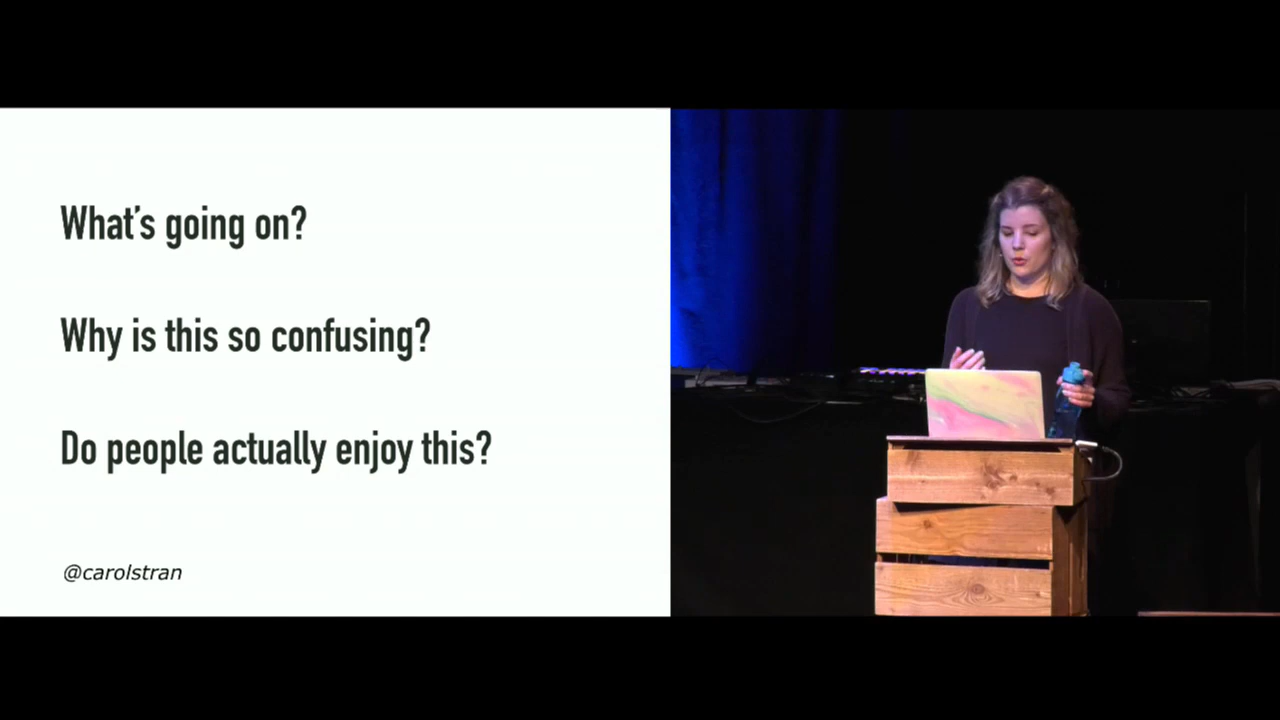 What's going on?
Why is this so confusing?
Do people actually enjoy this?
@carolstran